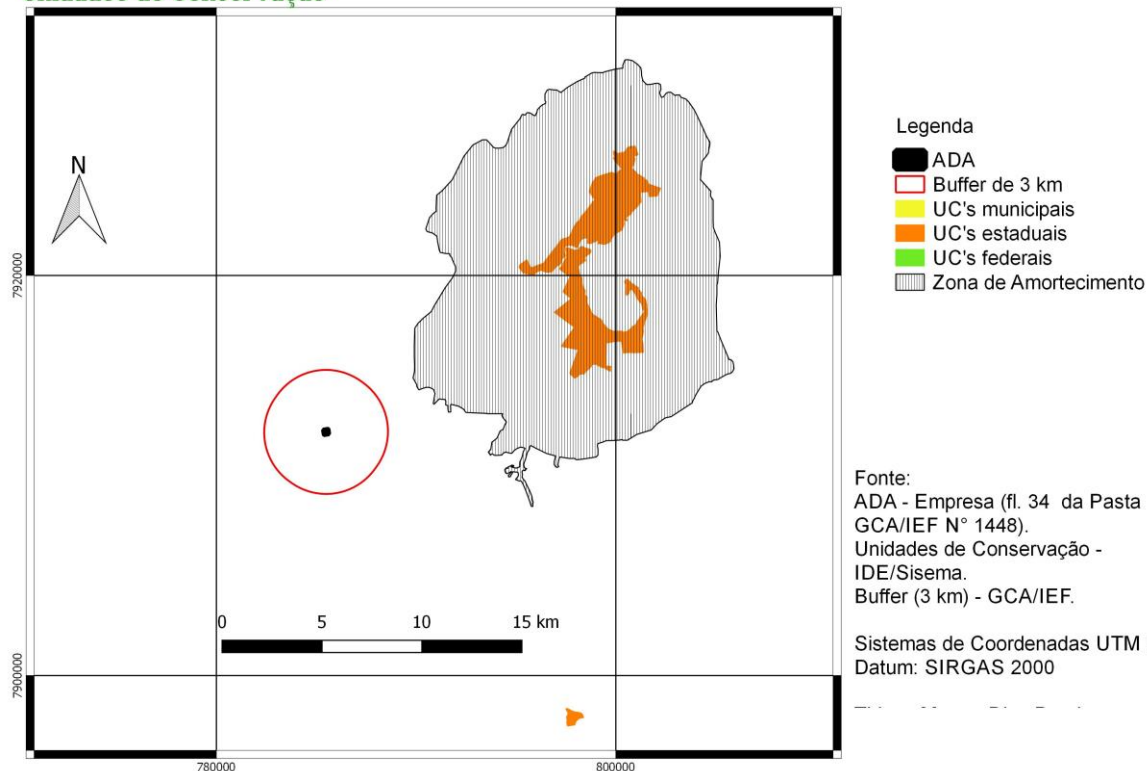 N
7920000
7900000
0 5 10 15 km
780000 800000
Legenda
ADA
Buffer de 3 km
UC's municipais
UC's estaduais
UC's federais
Zona de Amortecimento
Fonte:
ADA - Empresa (fl. 34 da Pasta
GCA/IEF N° 1448).
Unidades de Conservação -
IDE/Sisema.
Buffer (3 km) - GCA/IEF.
Sistemas de Coordenadas UTM
Datum: SIRGAS 2000